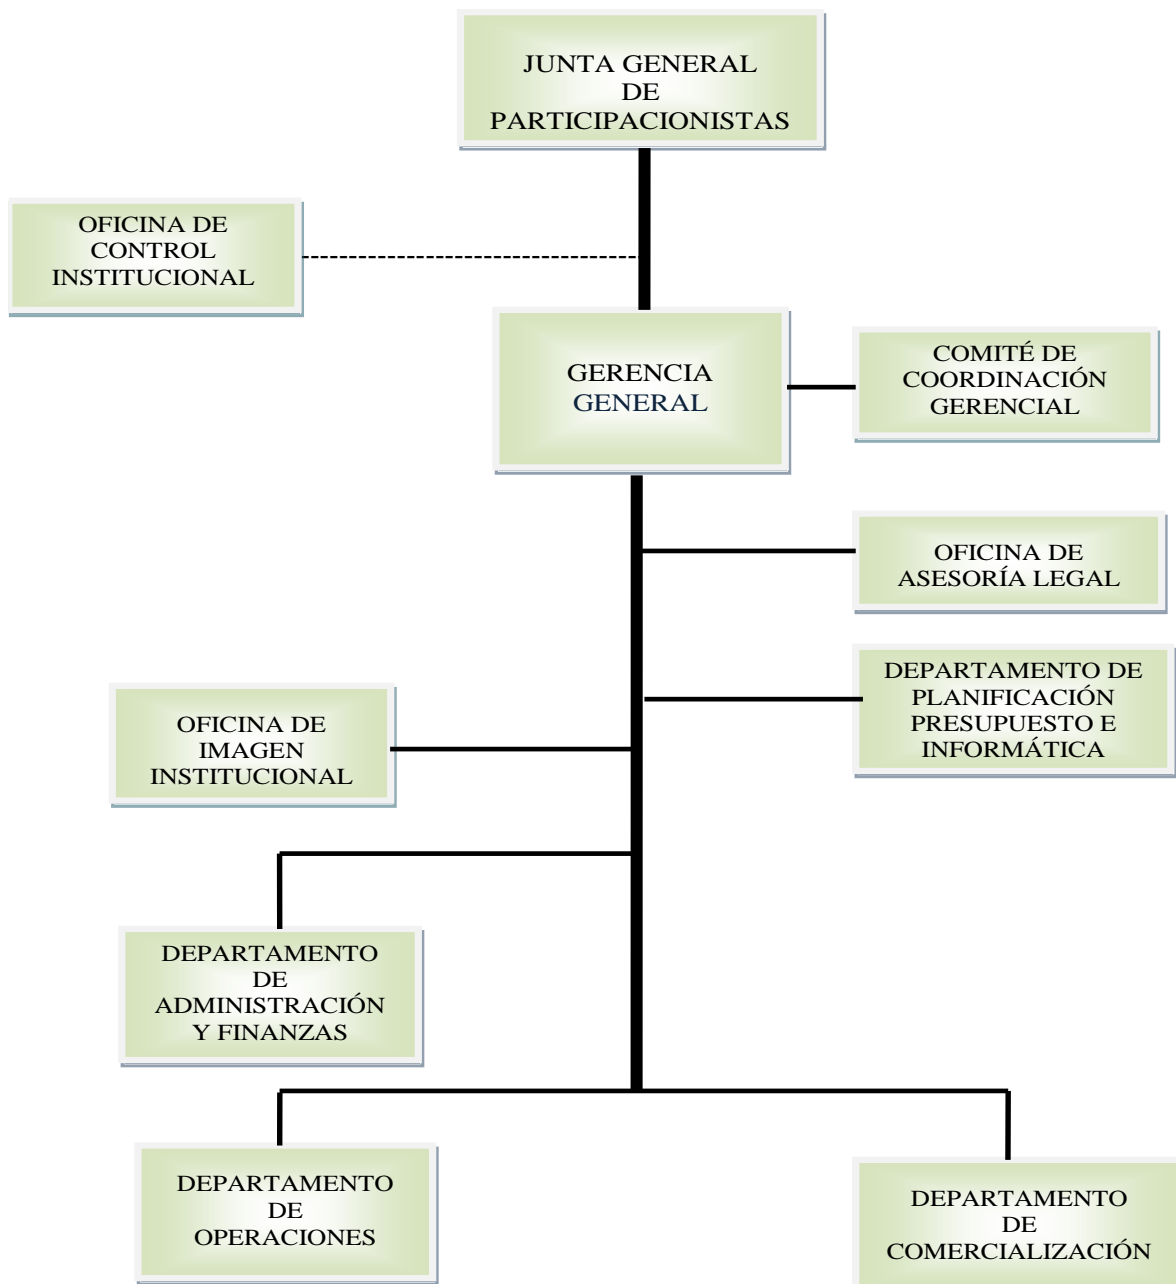 JUNTA GENERAL
DE
PARTICIPACIONISTAS
OFICINA DE
CONTROL
INSTITUCIONAL
GERENCIA
GENERAL
COMITÉ DE
COORDINACIÓN
GERENCIAL
OFICINA DE
ASESORÍA LEGAL
DEPARTAMENTO DE
PLANIFICACIÓN
PRESUPUESTO E
INFORMÁTICA
OFICINA DE
IMAGEN
INSTITUCIONAL
DEPARTAMENTO
DE
ADMINISTRACIÓN
Y FINANZAS
DEPARTAMENTO
DE
OPERACIONES
DEPARTAMENTO
DE
COMERCIALIZACIÓN